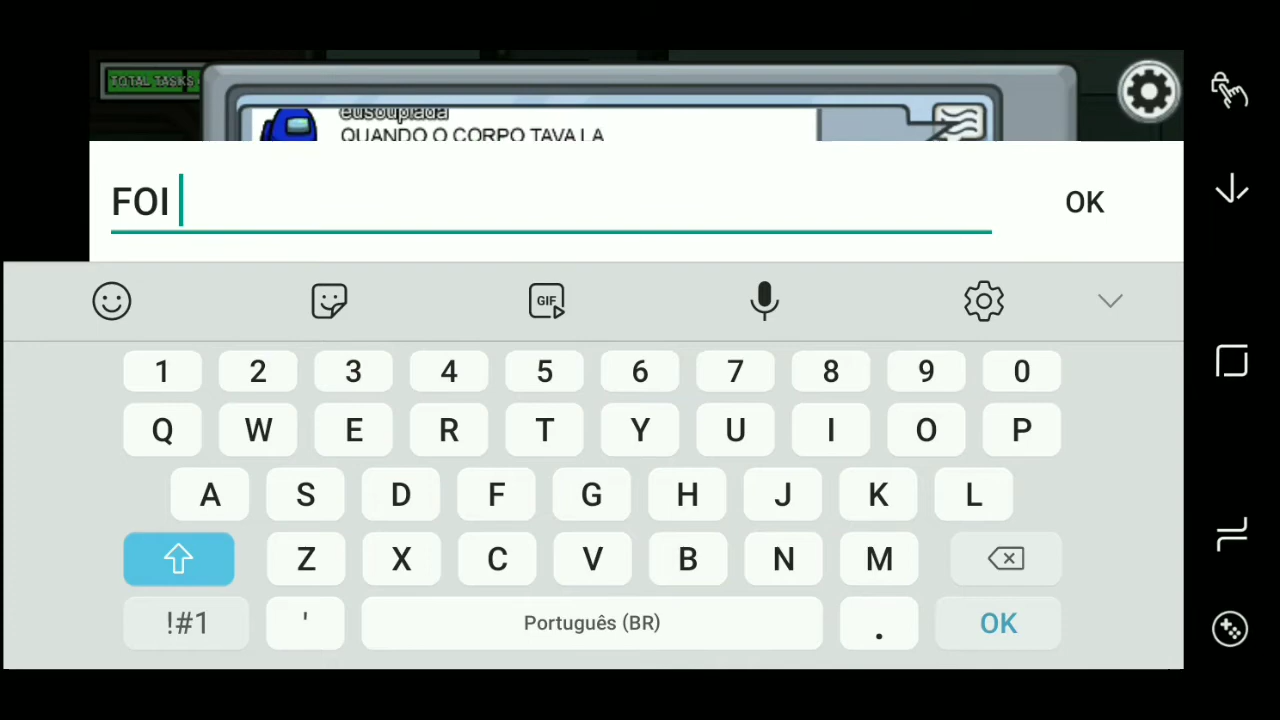 TOTAL TASKS
eusoupiada
QUANDO O CORPO TAVA LA
FOI
OK
GIF
1 2 3 4 5 6 7 8 9 0
Q W E R T Y U I O P
A S D F G H J K L
Z X C V B N M
!#1 ' Português (BR) . OK